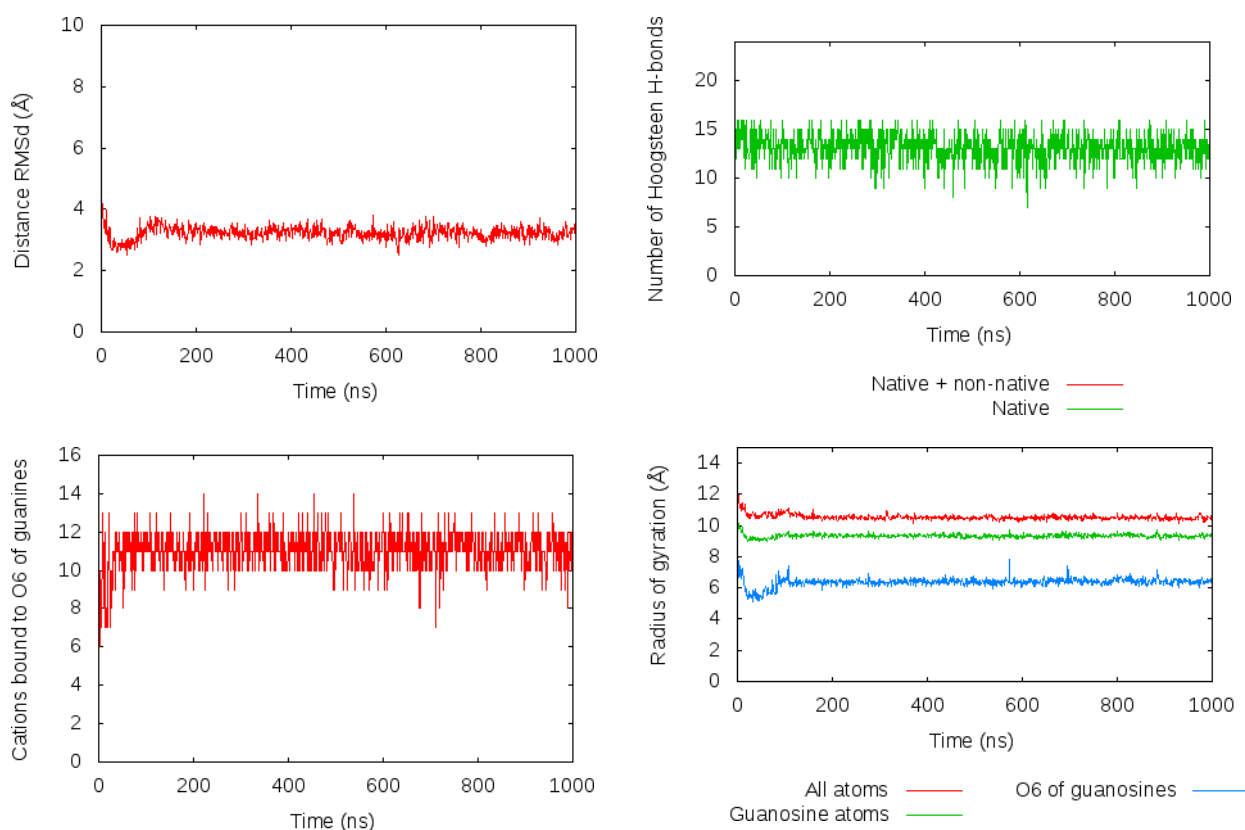 Distance RMSd (Å)
10
8
6
4
2
0
0 200 400 600 800 1000
Time (ns)
Number of Hoogsteen H-bonds
20
15
10
5
0
0 200 400 600 800 1000
Time (ns)
Native + non-native
Native
Cations bound to O6 of guanines
16
14
12
10
8
6
4
2
0
0 200 400 600 800 1000
Time (ns)
Radius of gyration (Å)
14
12
10
8
6
4
2
0
0 200 400 600 800 1000
Time (ns)
All atoms
Guanosine atoms
O6 of guanosines